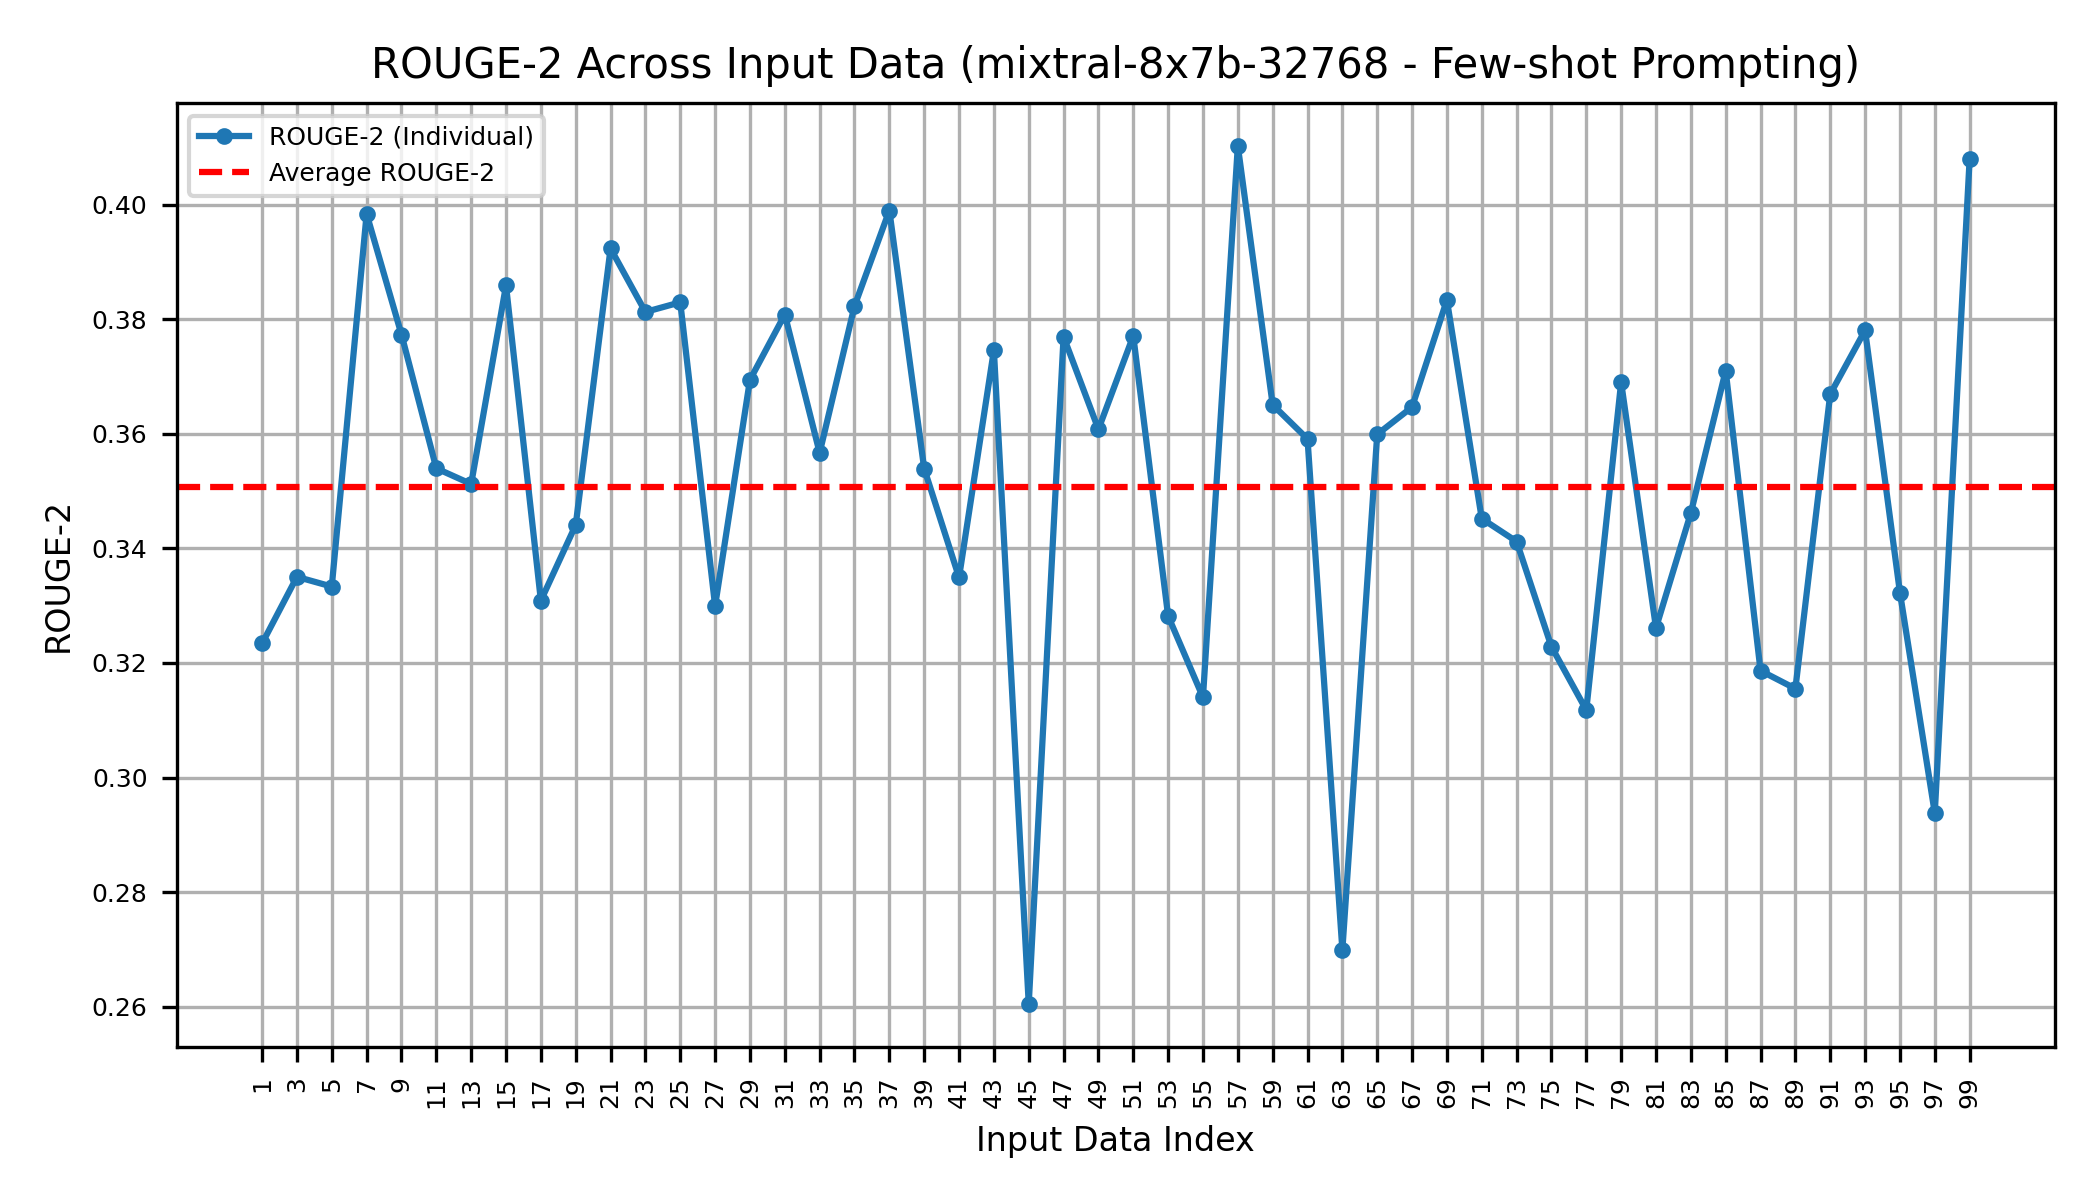 ROUGE-2 Across Input Data (mixtral-8x7b-32768 - Few-shot Prompting)
ROUGE-2 (Individual)
Average ROUGE-2
0.40
0.38
0.36
0.34
0.32
0.30
0.28
0.26
ROUGE-2
1 3 5 7 9 11 13 15 17 19 21 23 25 27 29 31 33 35 37 39 41 43 45 47 49 51 53 55 57 59 61 63 65 67 69 71 73 75 77 79 81 83 85 87 89 91 93 95 97 99
Input Data Index